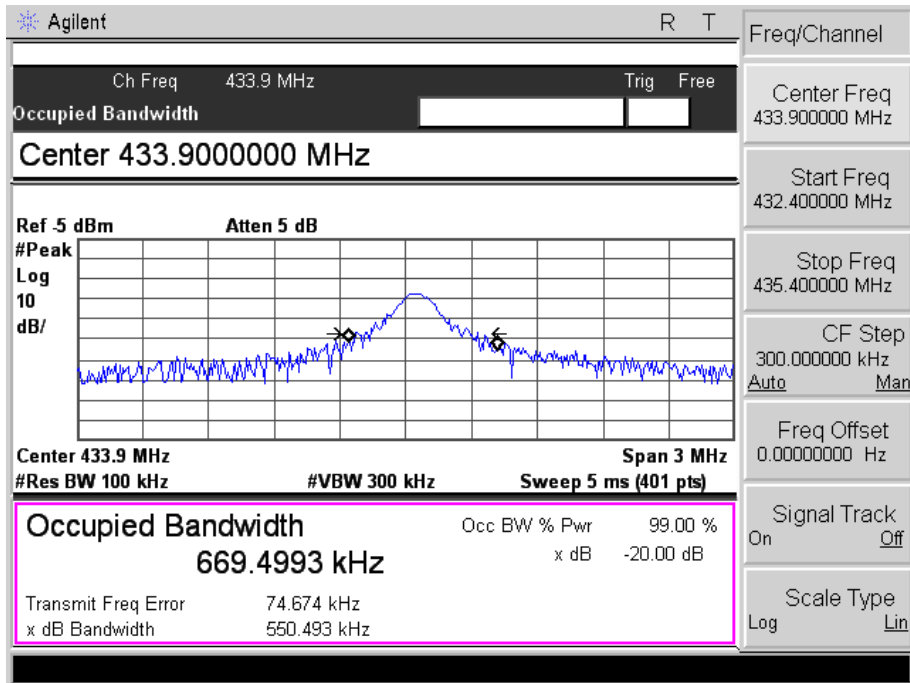 Agilent R T
Freq/Channel
Ch Freq 433.9 MHz Trig Free
Occupied Bandwidth
Center 433.9000000 MHz
Ref -5 dBm Atten 5 dB
#Peak
Log
10
dB/
Center 433.9 MHz Span 3 MHz
#Res BW 100 kHz #VBW 300 kHz Sweep 5 ms (401 pts)
Occupied Bandwidth
669.4993 kHz
Occ BW % Pwr 99.00 %
x dB -20.00 dB
Transmit Freq Error 74.674 kHz
x dB Bandwidth 550.493 kHz
Center Freq
433.900000 MHz
Start Freq
432.400000 MHz
Stop Freq
435.400000 MHz
CF Step
300.000000 kHz
Auto Man
Freq Offset
0.00000000 Hz
Signal Track
On Off
Scale Type
Log Lin